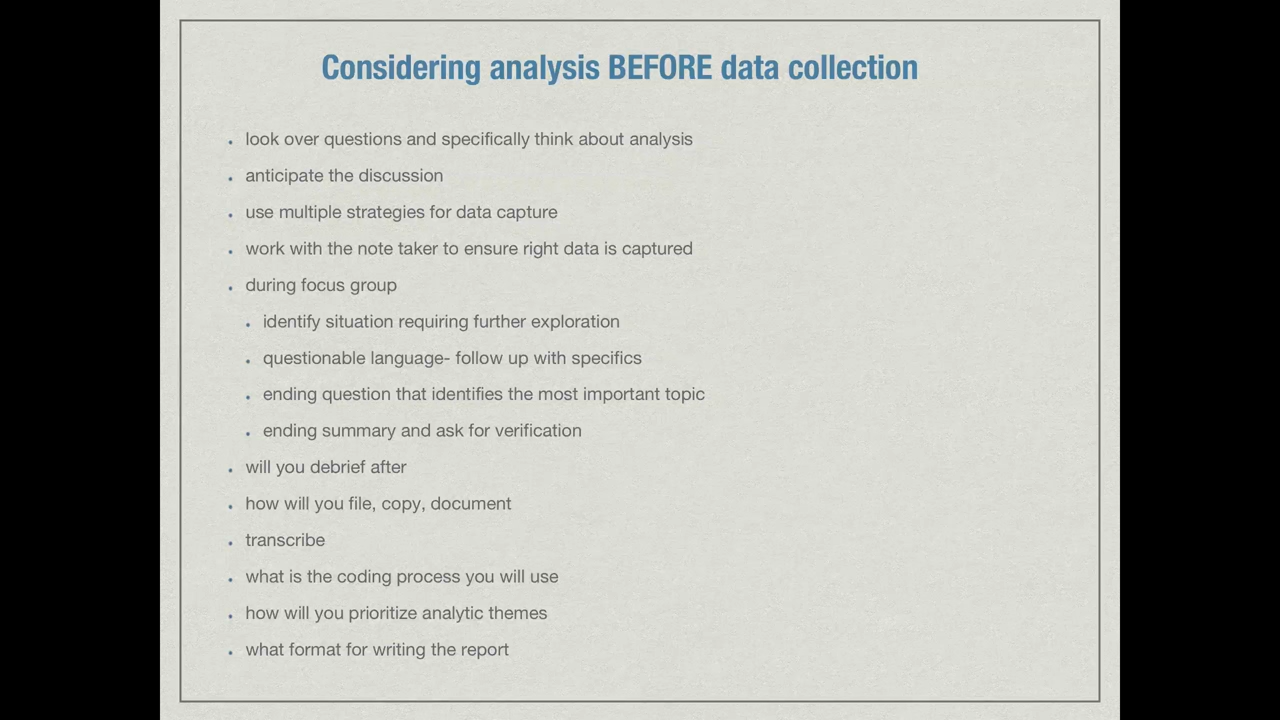 Considering analysis BEFORE data collection
look over questions and specifically think about analysis
anticipate the discussion
use multiple strategies for data capture
work with the note taker to ensure right data is captured
during focus group
identify situation requiring further exploration
questionable language- follow up with specifics
ending question that identifies the most important topic
ending summary and ask for verification
will you debrief after
how will you file, copy, document
transcribe
what is the coding process you will use
how will you prioritize analytic themes
what format for writing the report